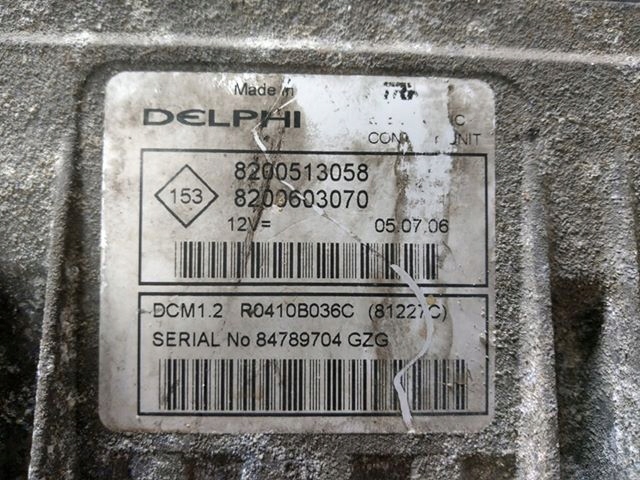 Made in
DELPHI
CON UNIT
153
8200513058
8200603070
12V=
05.07.06
DCM1.2 R0410B036C (81227C)
SERIAL No 84789704 GZG